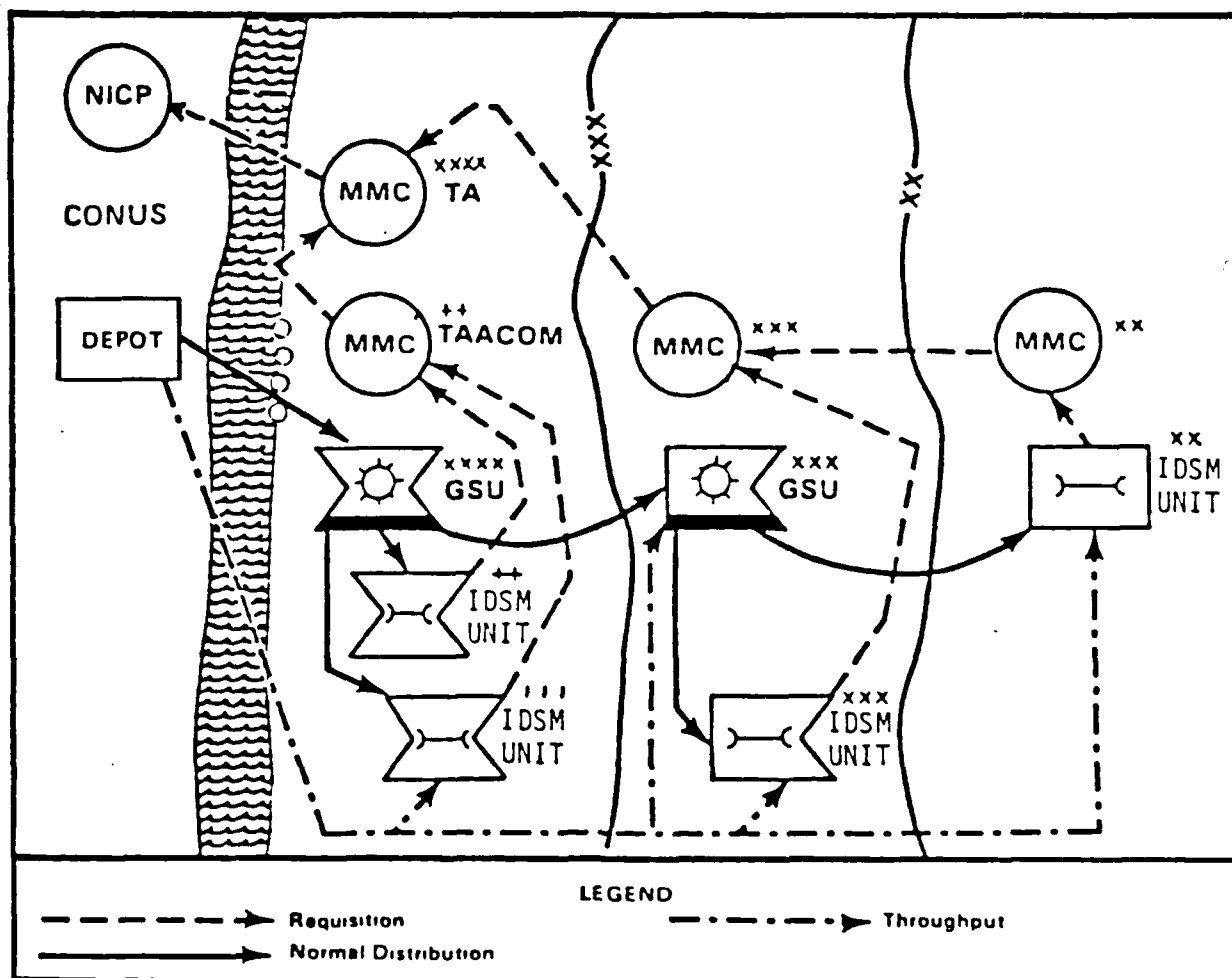 NICP
CONUS
DEPOT
MMC
xxxx
TA
MMC
++
TAACOM
xxxx
GSU
++
IDSM
UNIT
IDSM
UNIT
XXX
MMC
xxx
xxx
GSU
xxx
IDSM
UNIT
XX
MMC
xx
xx
IDSM
UNIT
LEGEND
Requisition
Normal Distribution
Throughput